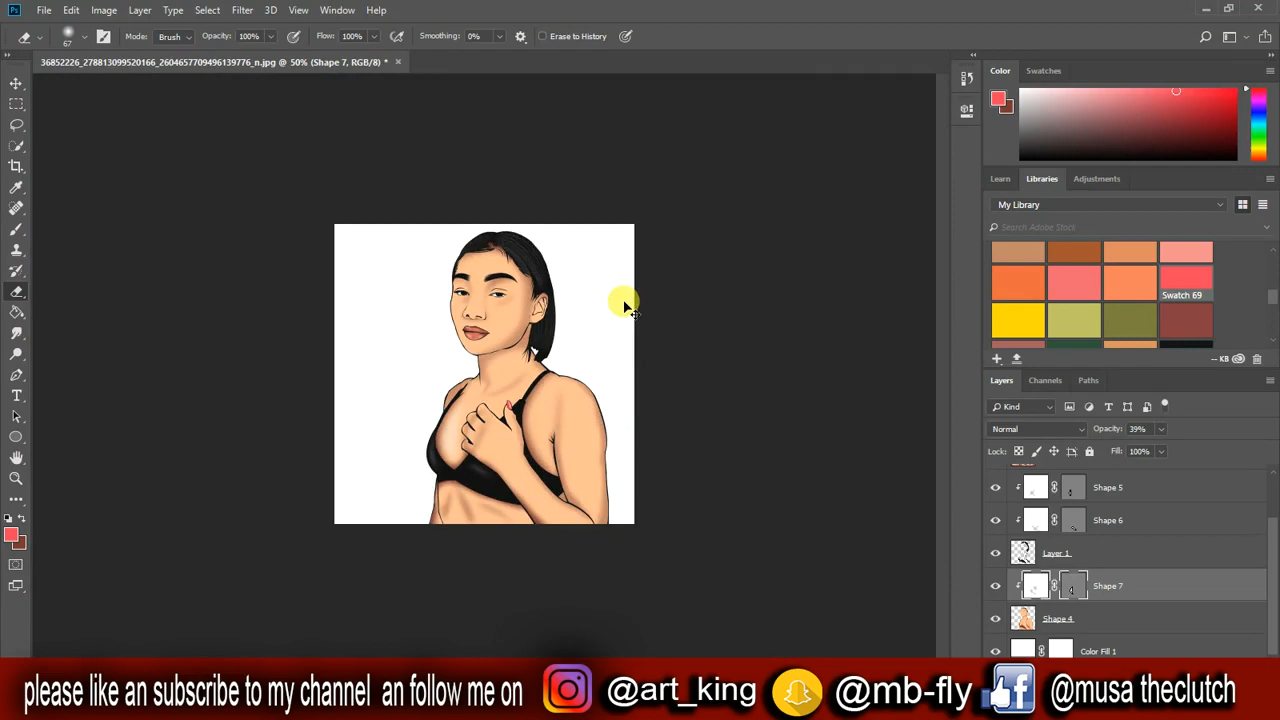 Ps File Edit Image Layer Type Select Filter 3D View Window Help
67 Mode: Brush Opacity: 100% Flow: 100% Smoothing: 0% Erase to History
36852226_278813099520166_2604657709496139776_n.jpg @ 50% (Shape 7, RGB/8) * ×
Color Swatches
Learn Libraries Adjustments
My Library
Search Adobe Stock
Swatch 69
-- KB
Layers Channels Paths
Kind
Normal Opacity: 39%
Lock: Fill: 100%
Shape 5
Shape 6
Layer 1
Shape 7
Shape 4
Color Fill 1
please like an subscribe to my channel an follow me on @art_king @mb-fly @musa theclutch